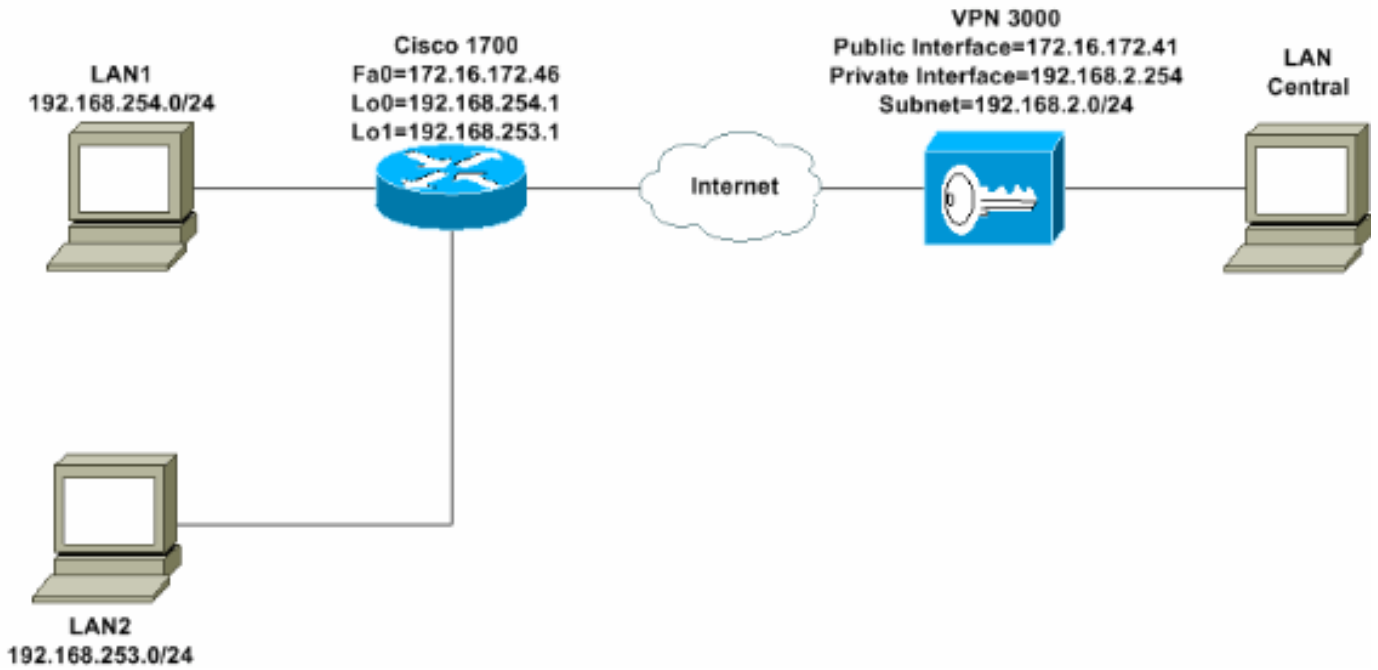 LAN1
192.168.254.0/24
Cisco 1700
Fa0=172.16.172.46
Lo0=192.168.254.1
Lo1=192.168.253.1
Internet
VPN 3000
Public Interface=172.16.172.41
Private Interface=192.168.2.254
Subnet=192.168.2.0/24
LAN
Central
LAN2
192.168.253.0/24